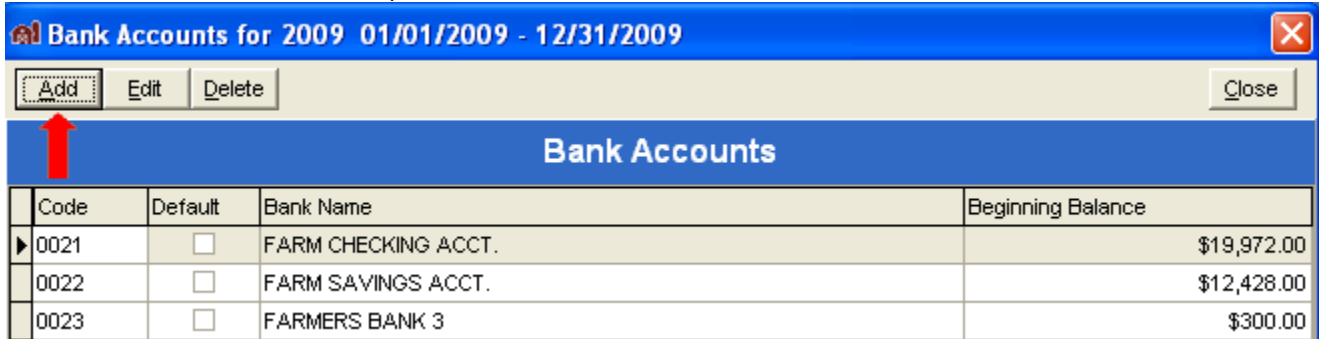 Bank Accounts for 2009 01/01/2009 - 12/31/2009
Add Edit Delete Close
Bank Accounts
Code Default Bank Name Beginning Balance
0021 FARM CHECKING ACCT. $19,972.00
0022 FARM SAVINGS ACCT. $12,428.00
0023 FARMERS BANK 3 $300.00